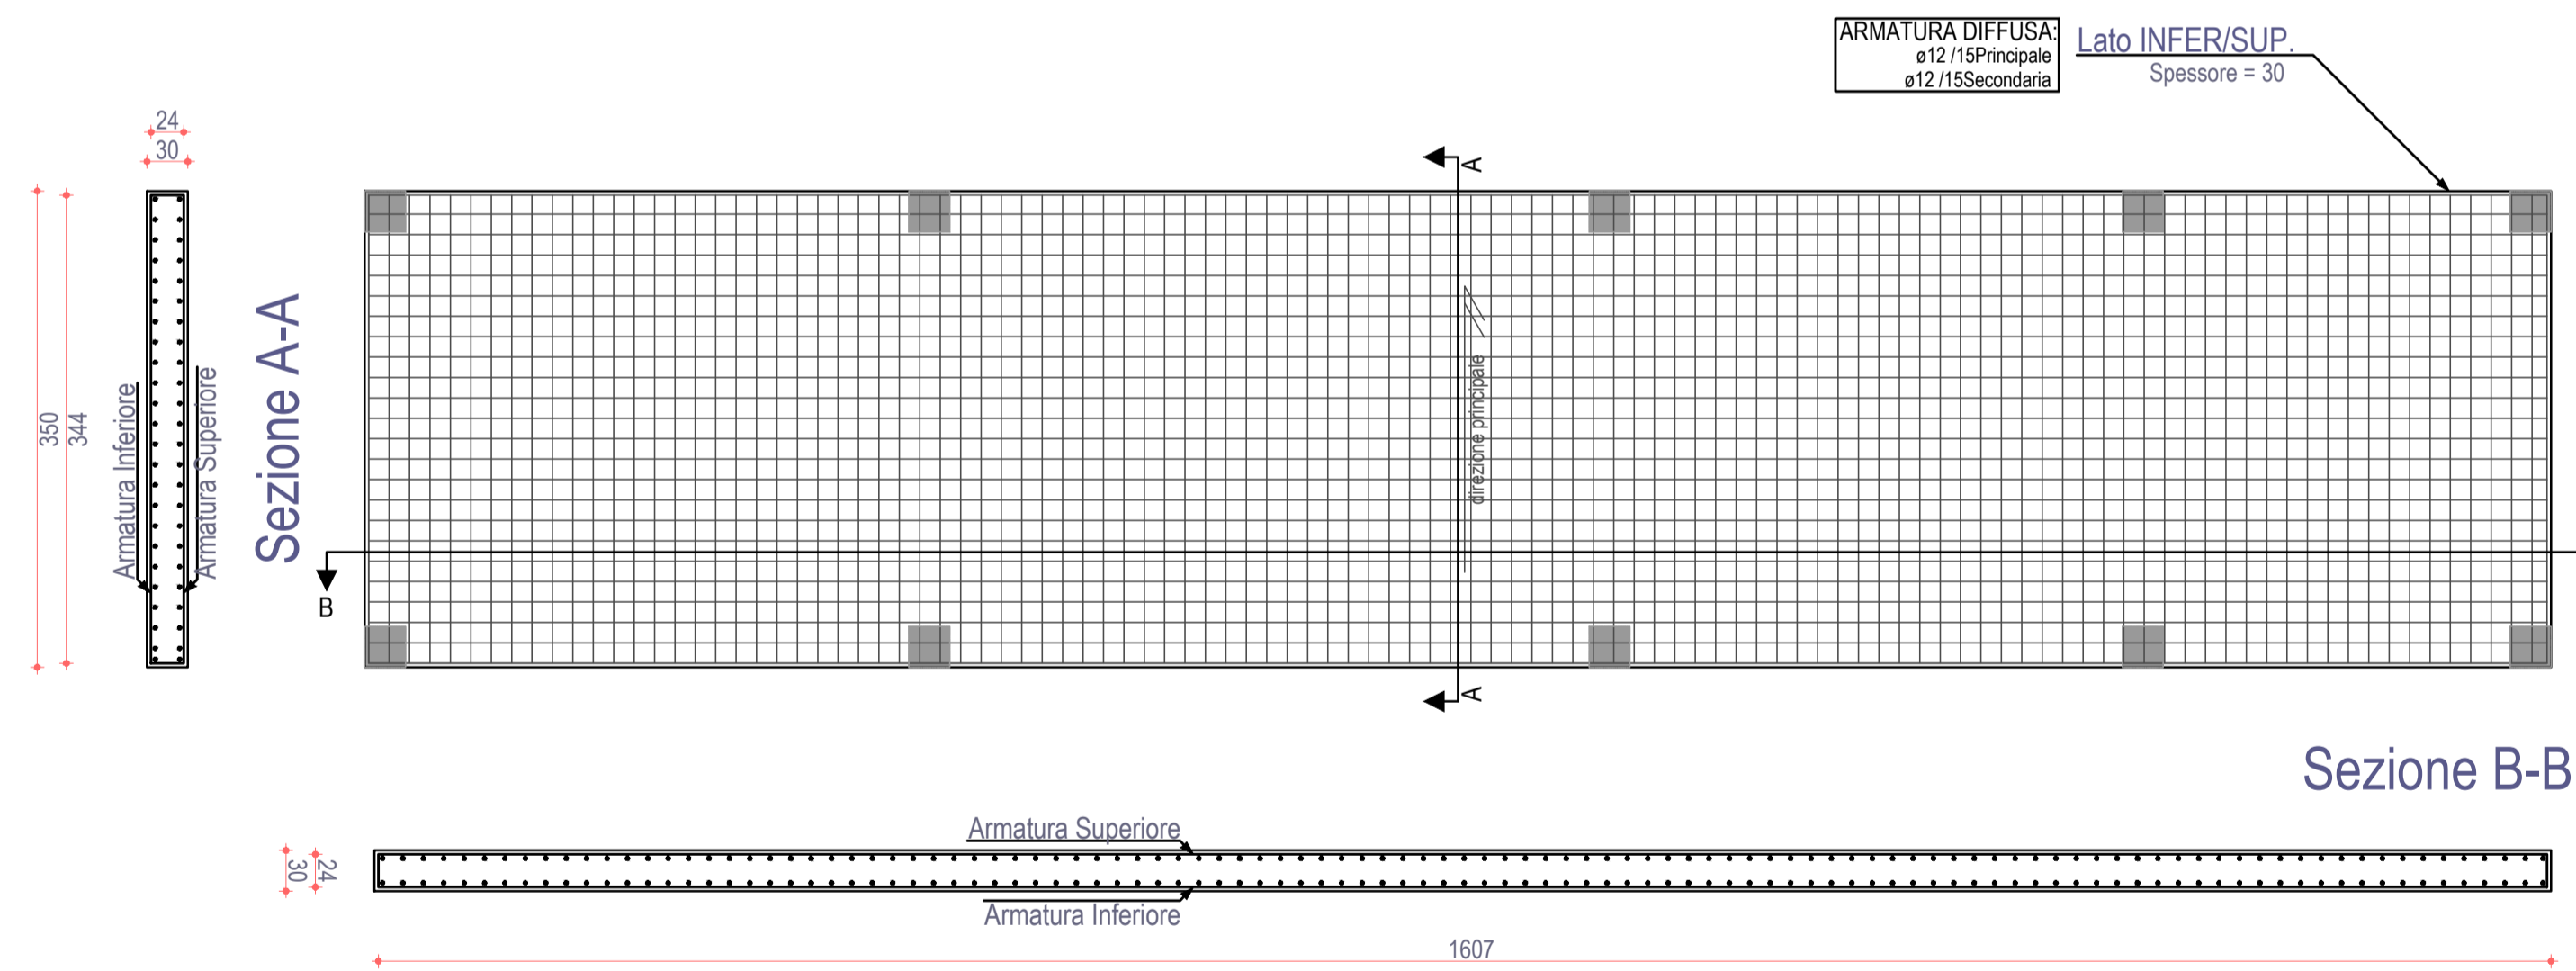 ARMATURA DIFFUSA:
ø12 /15Principale
ø12 /15Secondaria
Lato INFER/SUP.
Spessore = 30
24
30
A
350
344
Armatura Inferiore
Armatura Superiore
Sezione A-A
direzione principale
B
A
Sezione B-B
Armatura Superiore
30
24
Armatura Inferiore
1607